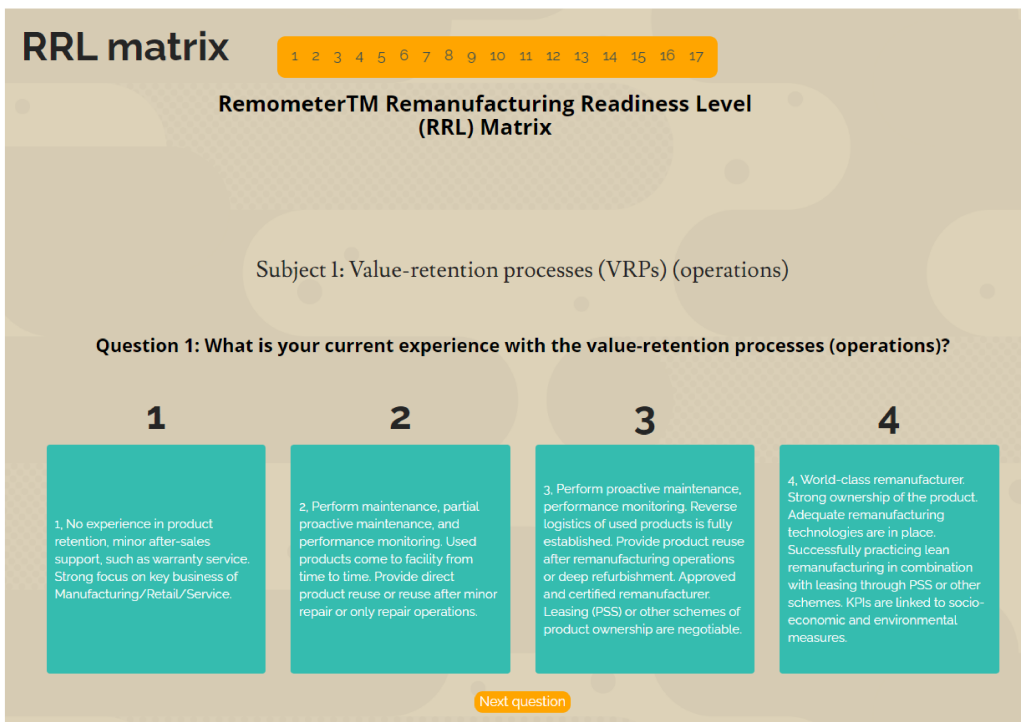 RRL matrix
1 2 3 4 5 6 7 8 9 10 11 12 13 14 15 16 17
RemometerTM Remanufacturing Readiness Level
(RRL) Matrix
Subject 1: Value-retention processes (VRPs) (operations)
Question 1: What is your current experience with the value-retention processes (operations)?
1
1, No experience in product
retention, minor after-sales
support, such as warranty service.
Strong focus on key business of
Manufacturing/Retail/Service.
2
2, Perform maintenance, partial
proactive maintenance, and
performance monitoring. Used
products come to facility from
time to time. Provide direct
product reuse or reuse after minor
repair or only repair operations.
3
3, Perform proactive maintenance,
performance monitoring. Reverse
logistics of used products is fully
established. Provide product reuse
after remanufacturing operations
or deep refurbishment. Approved
and certified remanufacturer.
Leasing (PSS) or other schemes of
product ownership are negotiable.
4
4, World-class remanufacturer.
Strong ownership of the product.
Adequate remanufacturing
technologies are in place.
Successfully practicing lean
remanufacturing in combination
with leasing through PSS or other
schemes. KPIs are linked to socio-
economic and environmental
measures.
Next question